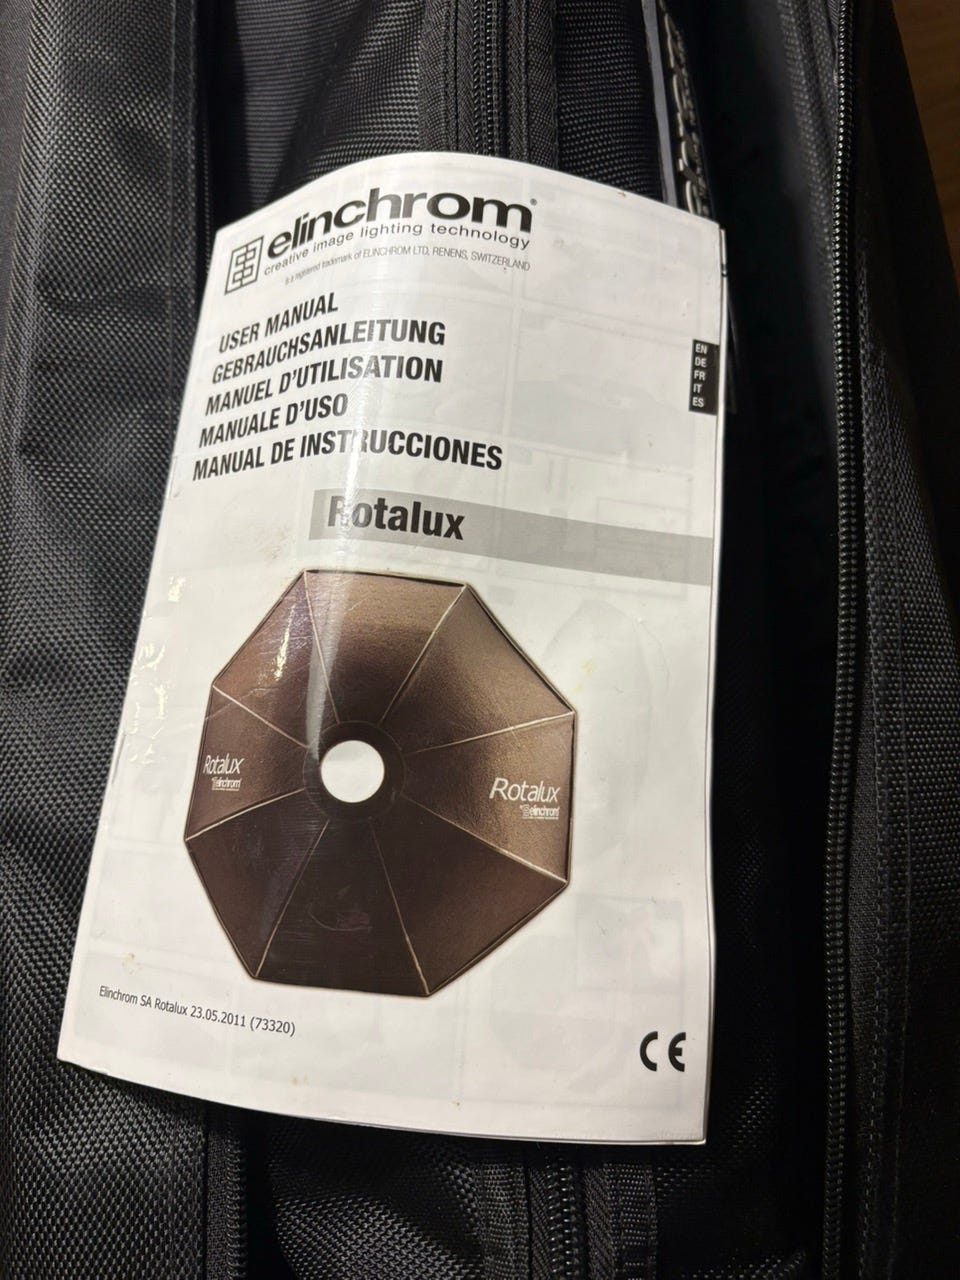 elinchrom®
creative image lighting technology
is a registered trademark of ELINCHROM LTD, RENENS, SWITZERLAND
USER MANUAL
GEBRAUCHSANLEITUNG
MANUEL D'UTILISATION
MANUALE D'USO
MANUAL DE INSTRUCCIONES
EN
DE
FR
IT
ES
Rotalux
Rotalux
elinchrom
Rotalux
by elinchrom
Elinchrom SA Rotalux 23.05.2011 (73320)
CE